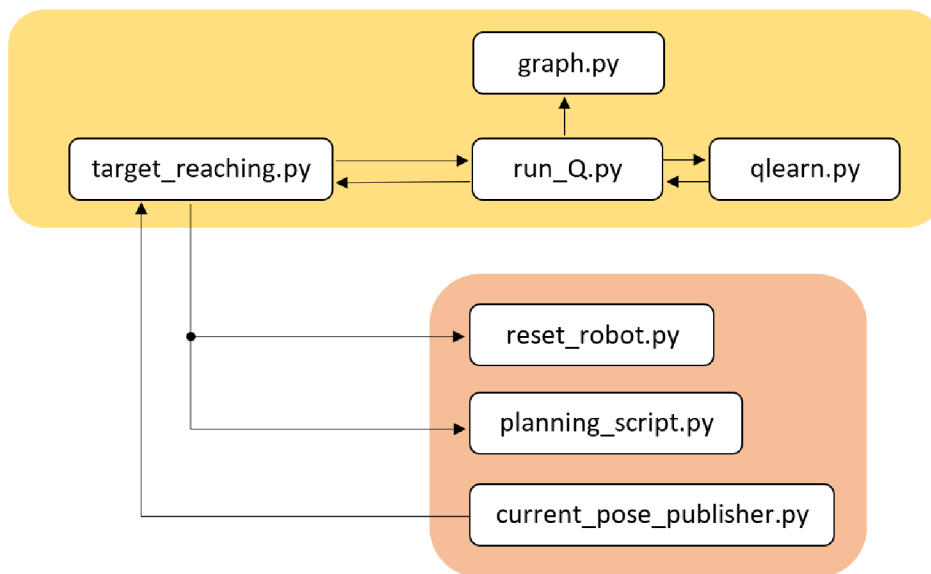 graph.py
target_reaching.py
run_Q.py
qlearn.py
reset_robot.py
planning_script.py
current_pose_publisher.py